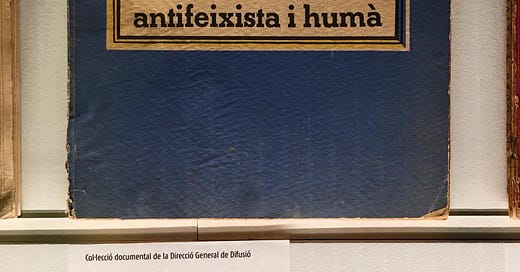 antifeixista i humà
Col·lecció documental de la Direcció General de Difusió